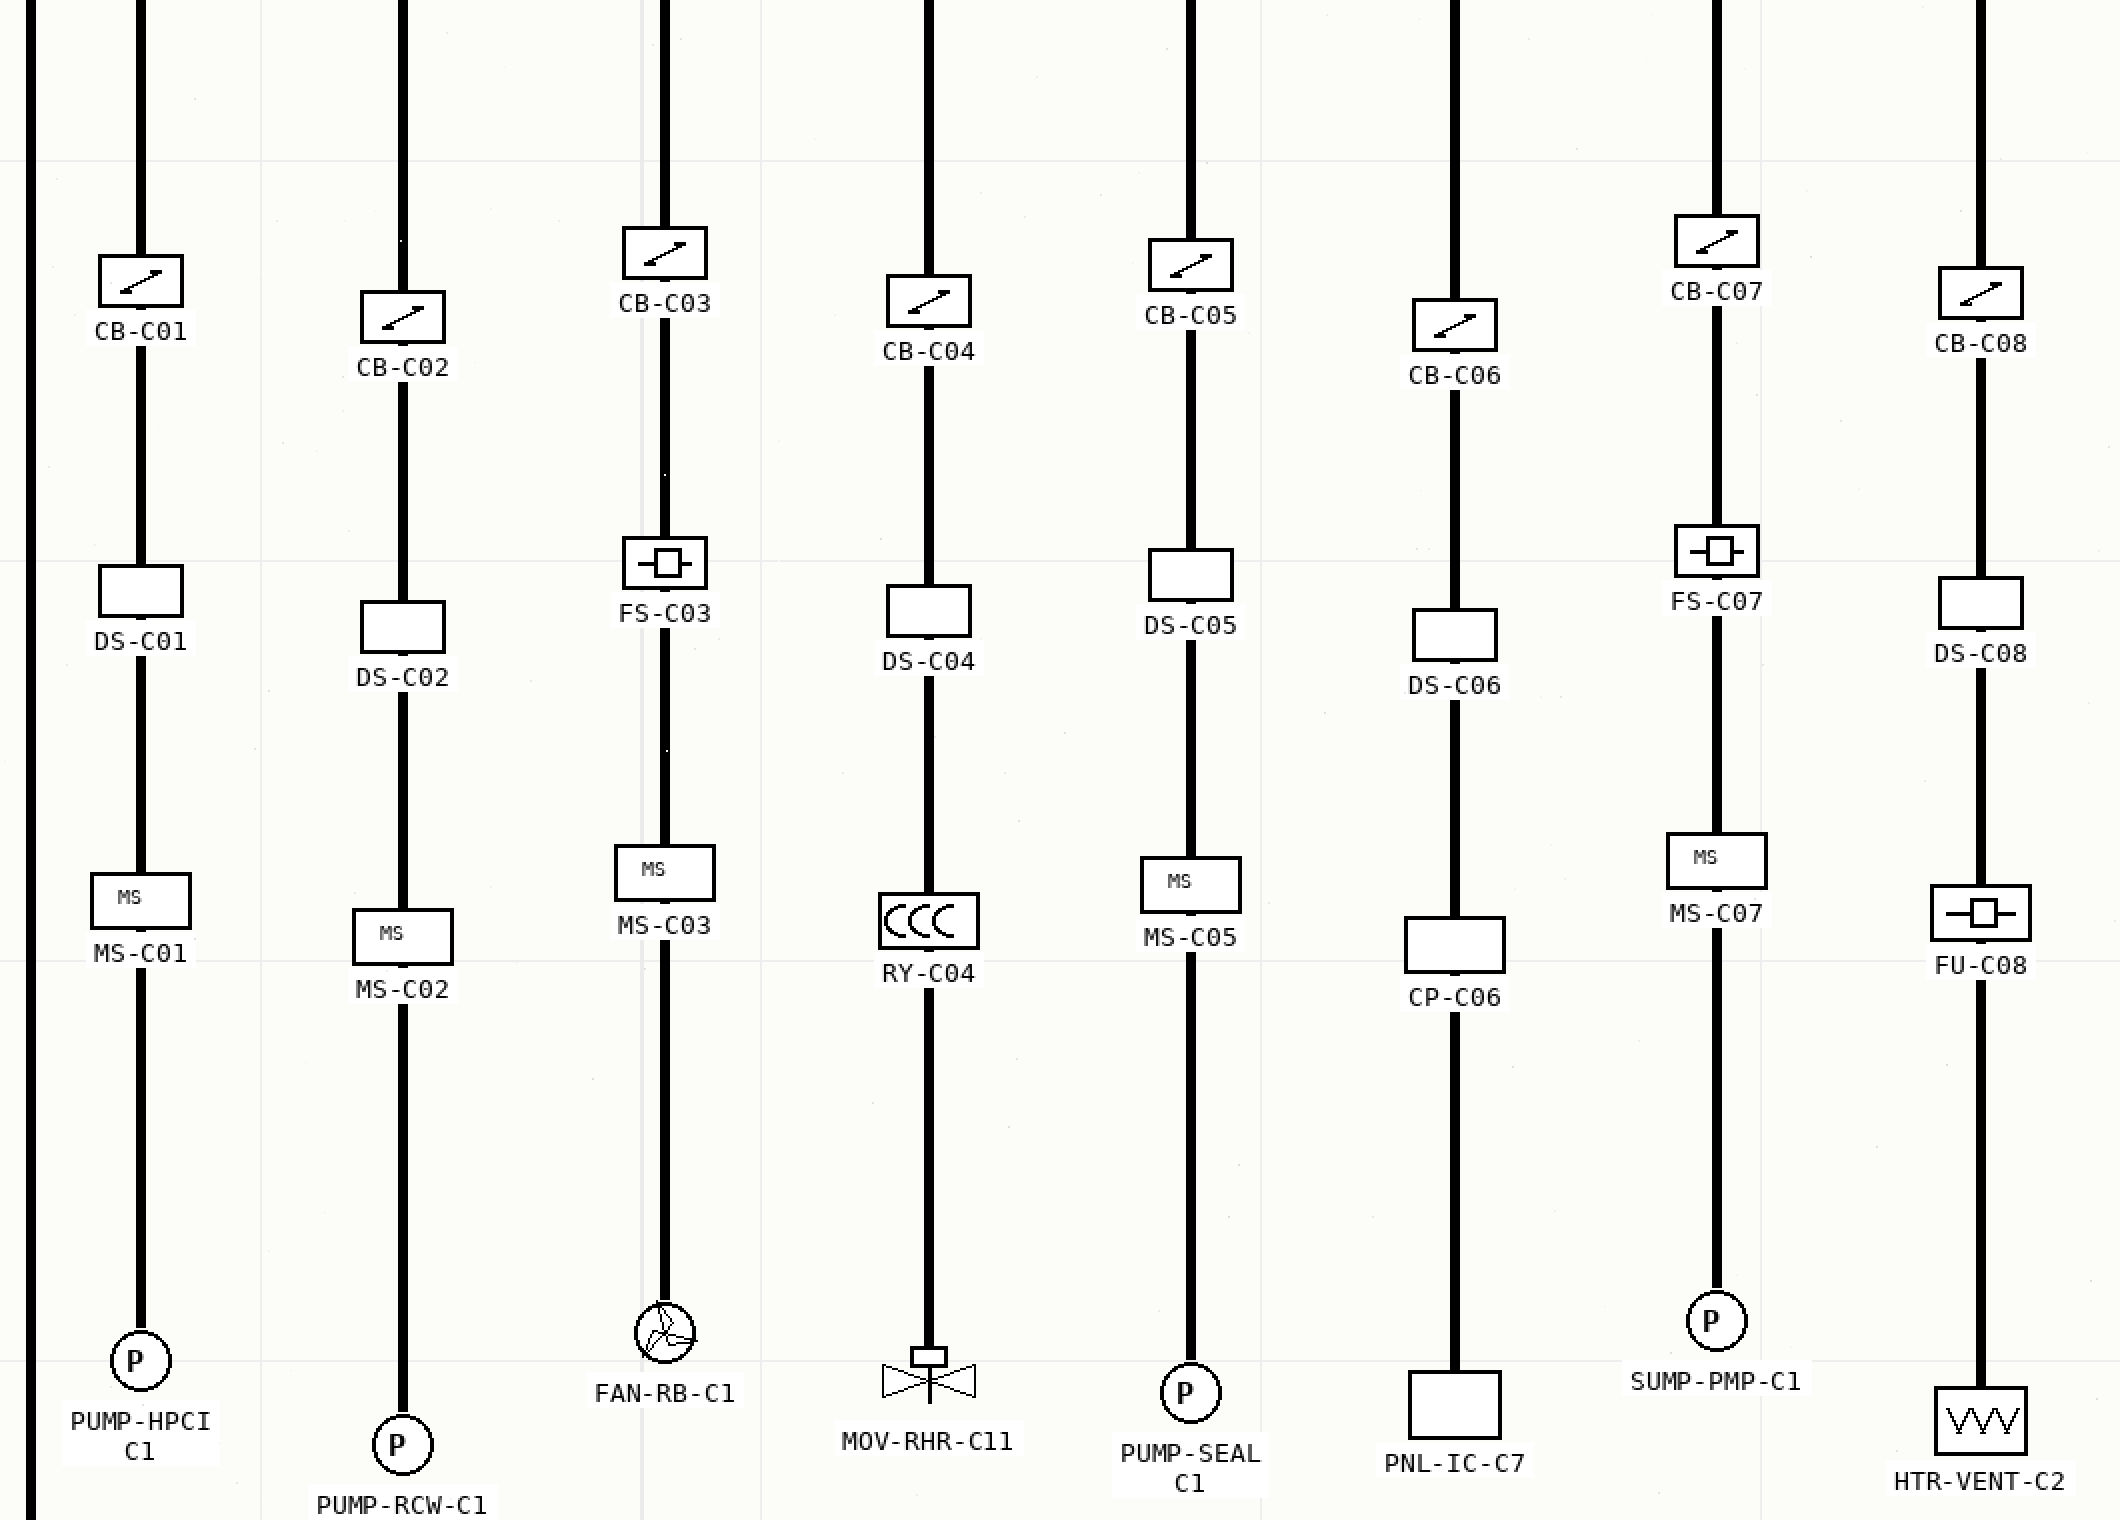 CB-C01
DS-C01
MS
MS-C01
P
PUMP-HPCI
C1
CB-C02
DS-C02
MS
MS-C02
P
PUMP-RCW-C1
CB-C03
FS-C03
MS
MS-C03
FAN-RB-C1
CB-C04
DS-C04
RY-C04
MOV-RHR-C11
CB-C05
DS-C05
MS
MS-C05
P
PUMP-SEAL
C1
CB-C06
DS-C06
CP-C06
PNL-IC-C7
CB-C07
FS-C07
MS
MS-C07
P
SUMP-PMP-C1
CB-C08
DS-C08
FU-C08
HTR-VENT-C2